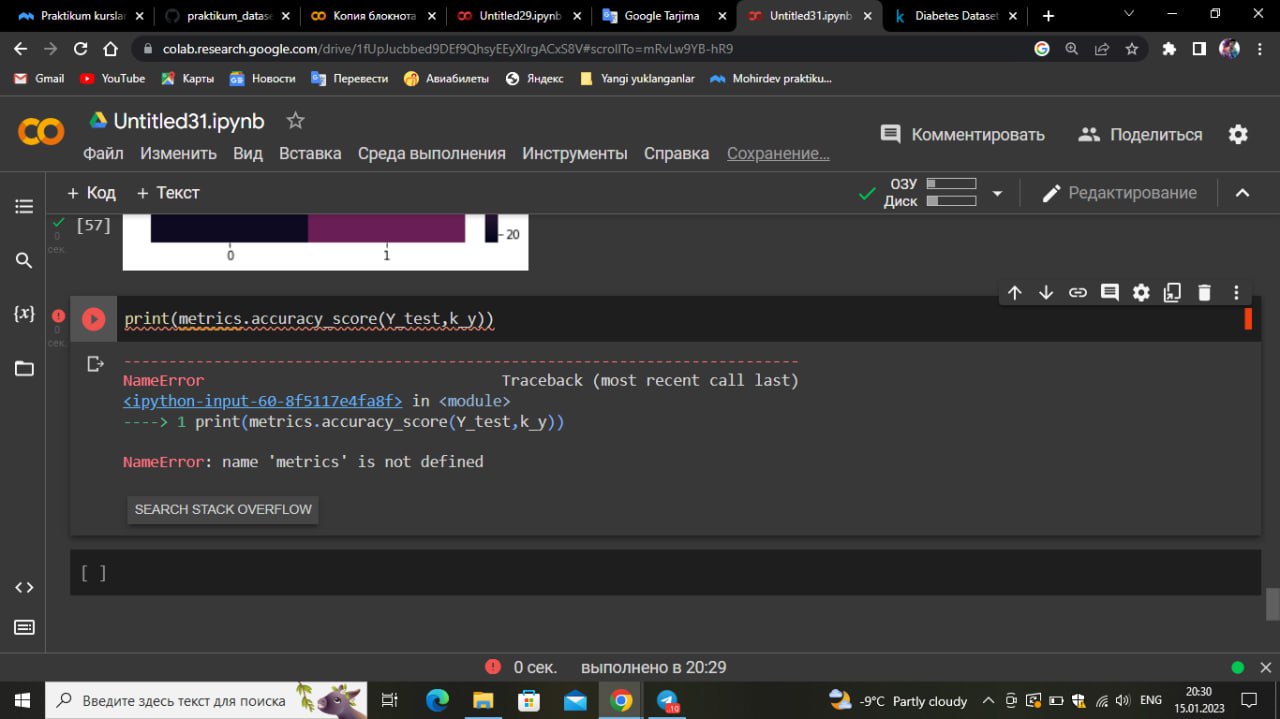 Praktikum kurslar
praktikum_datase
Копия блокнота
Untitled29.ipynb
Google Tarjima
Untitled31.ipynb
Diabetes Dataset
colab.research.google.com/drive/1fUpJucbbed9DEf9QhsyEEyXlrgACxS8V#scrollTo=mRvLw9YB-hR9
Gmail
YouTube
Карты
Новости
Перевести
Авиабилеты
Яндекс
Yangi yuklanganlar
Mohirdev praktiku...
Untitled31.ipynb
Комментировать
Поделиться
Файл Изменить Вид Вставка Среда выполнения Инструменты Справка Сохранение...
+ Код + Текст
ОЗУ
Диск
Редактирование
[57]
0
сек.
20
0 1
0
сек.
print(metrics.accuracy_score(Y_test,k_y))
---------------------------------------------------------------------------
NameError Traceback (most recent call last)
<ipython-input-60-8f5117e4fa8f> in <module>
----> 1 print(metrics.accuracy_score(Y_test,k_y))
NameError: name 'metrics' is not defined
SEARCH STACK OVERFLOW
[ ]
0 сек. выполнено в 20:29
Введите здесь текст для поиска
10
-9°C Partly cloudy
ENG
20:30
15.01.2023